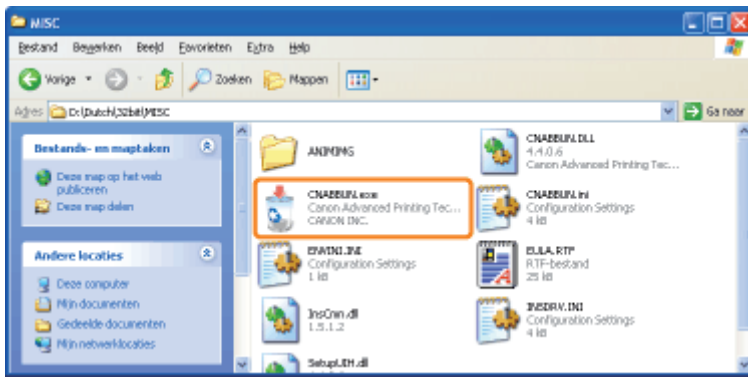 MISC
Bestand Bewerken Beeld Favorieten Extra Help
Vorige Zoeken Mappen
Adres D:\Dutch\32bit\MISC Ga naar
Bestands- en maptaken
Deze map op het web
publiceren
Deze map delen
Andere locaties
Deze computer
Mijn documenten
Gedeelde documenten
Mijn netwerklocaties
ANIMIMG
CNABBUN.DLL
4.4.0.6
Canon Advanced Printing Tec...
CNABBUN.exe
Canon Advanced Printing Tec...
CANON INC.
CNABBUN.ini
Configuration Settings
4 kB
Configuration Settings
1 kB
EULA.RTF
RTF-bestand
25 kB
InsCnm.dll
1.5.1.2
INSDRV.INI
Configuration Settings
4 kB
SetupUIH.dll